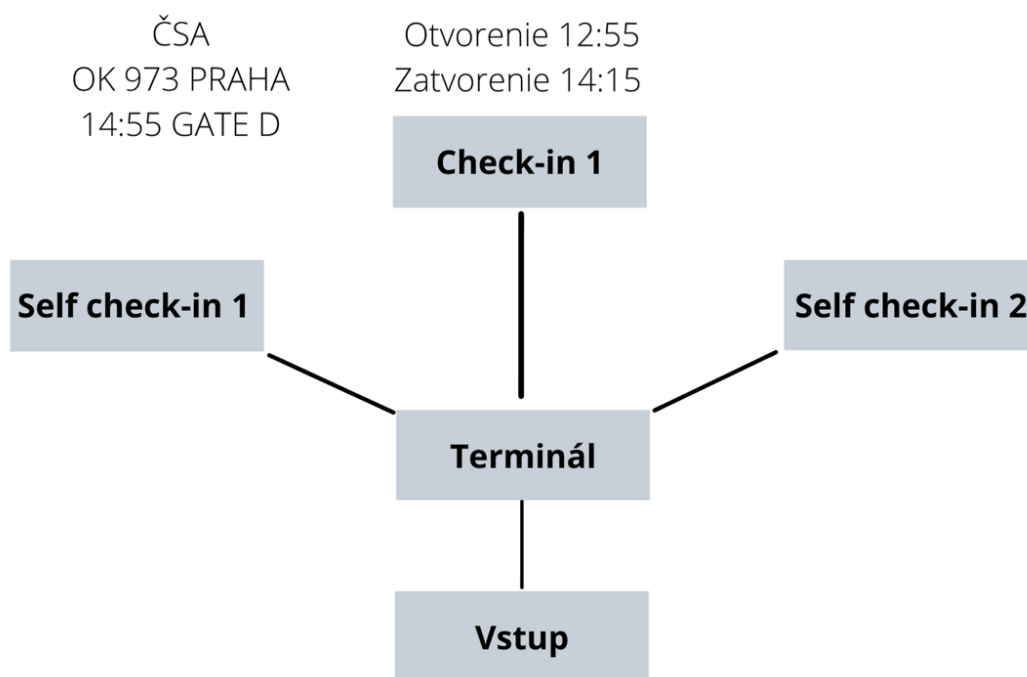 ČSA
OK 973 PRAHA
14:55 GATE D
Otvorenie 12:55
Zatvorenie 14:15
Check-in 1
Self check-in 1
Self check-in 2
Terminál
Vstup